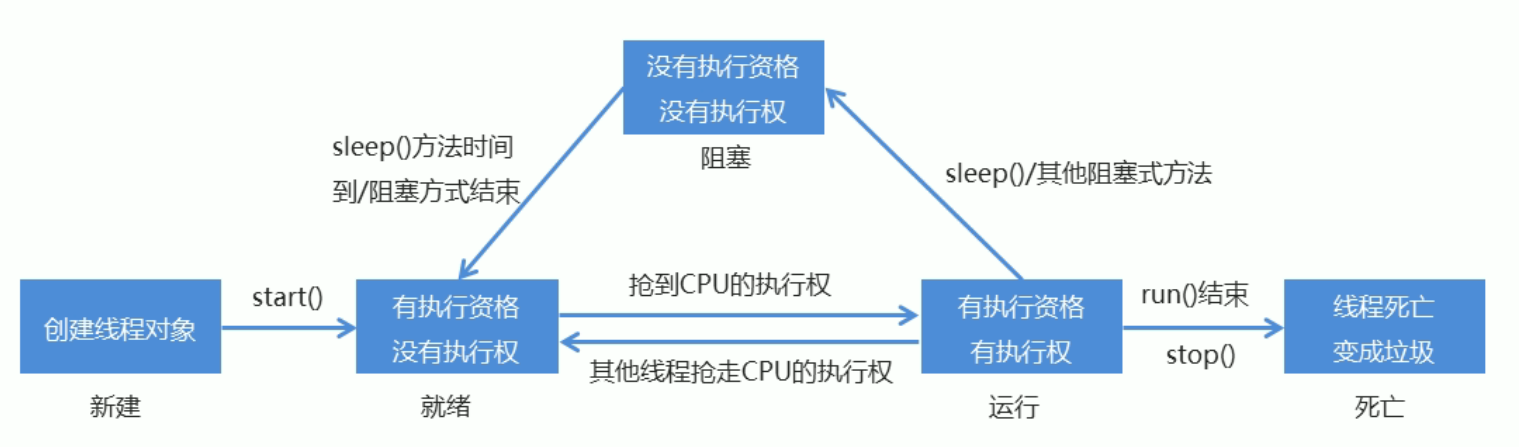 没有执行资格
没有执行权
阻塞
sleep()方法时间
到/阻塞方式结束
sleep()/其他阻塞式方法
创建线程对象
新建
start()
有执行资格
没有执行权
就绪
抢到CPU的执行权
其他线程抢走CPU的执行权
有执行资格
有执行权
运行
run()结束
stop()
线程死亡
变成垃圾
死亡